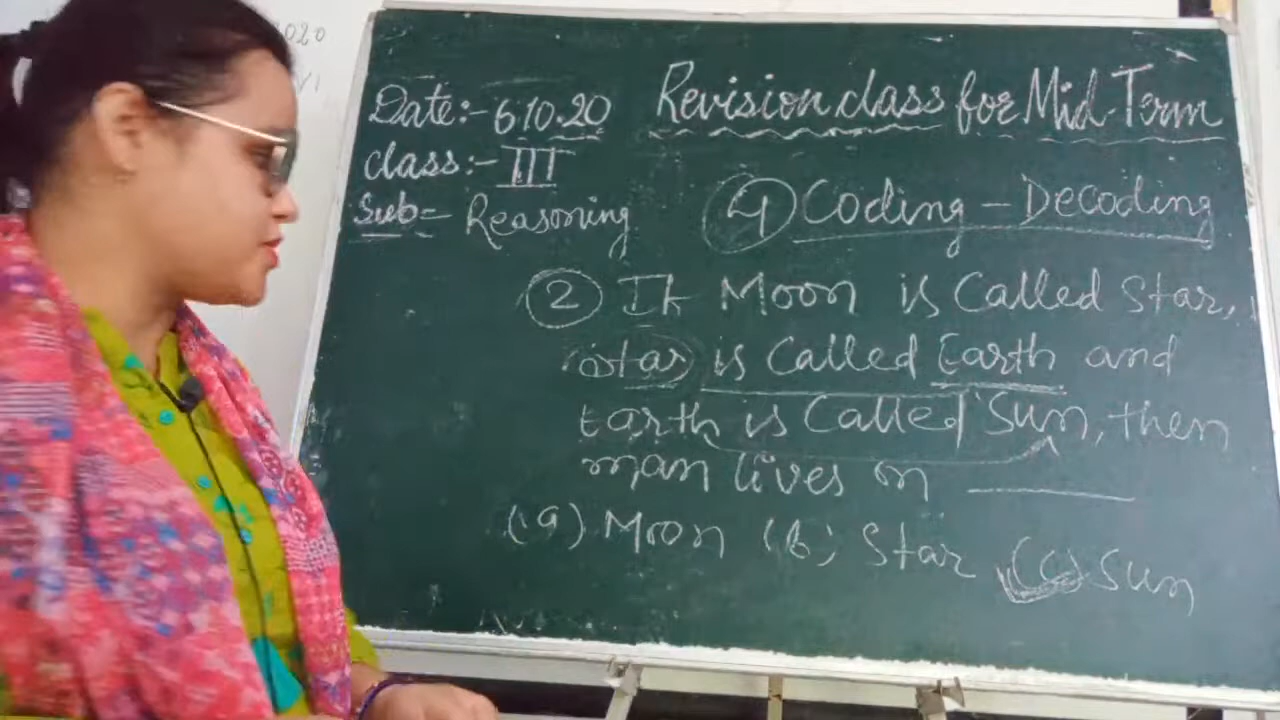 020
VI
Date:- 6.10.20
Revision class for Mid-Term
class:- III
Sub:- Reasoning
4 Coding - Decoding
2 If Moon is Called Star,
star is Called Earth and
Earth is Called Sun, then
man lives on ______
(a) Moon (b) Star (c) Sun